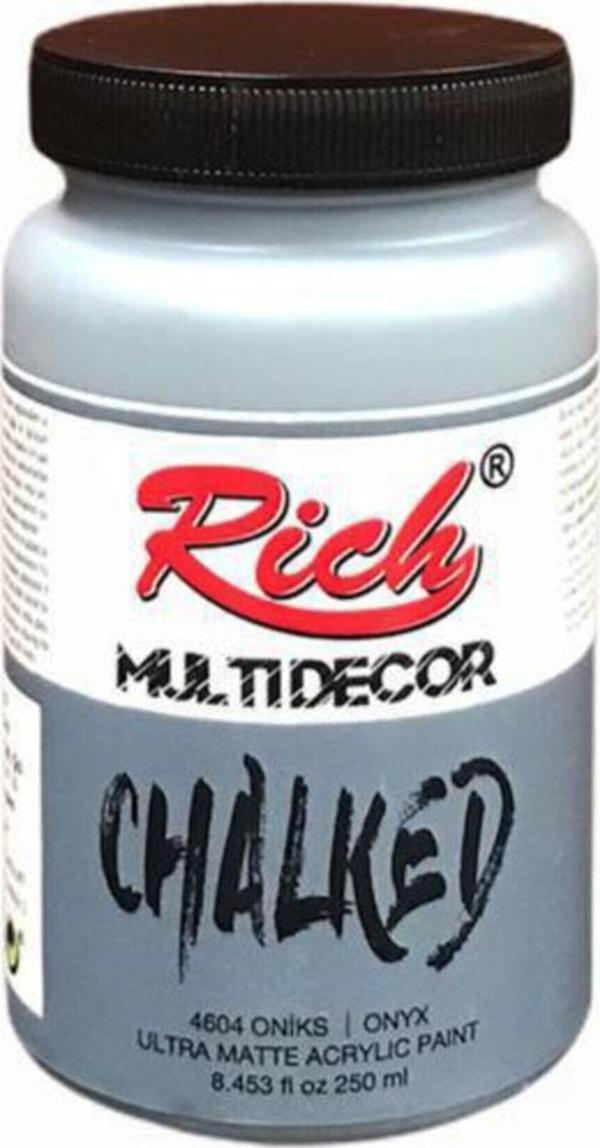 Rich®
MULTIDECOR
CHALKED
4604 ONİKS | ONYX
ULTRA MATTE ACRYLIC PAINT
8.453 fl oz 250 ml